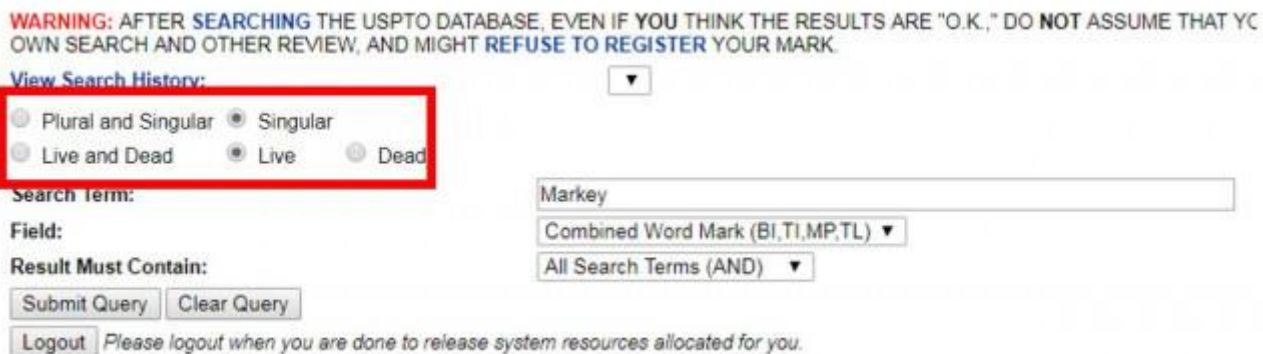 WARNING: AFTER SEARCHING THE USPTO DATABASE, EVEN IF YOU THINK THE RESULTS ARE "O.K.," DO NOT ASSUME THAT
OWN SEARCH AND OTHER REVIEW, AND MIGHT REFUSE TO REGISTER YOUR MARK.
View Search History:
Plural and Singular Singular
Live and Dead Live Dead
Search Term: Markey
Field: Combined Word Mark (BI,TI,MP,TL)
Result Must Contain: All Search Terms (AND)
Submit Query Clear Query
Logout Please logout when you are done to release system resources allocated for you.